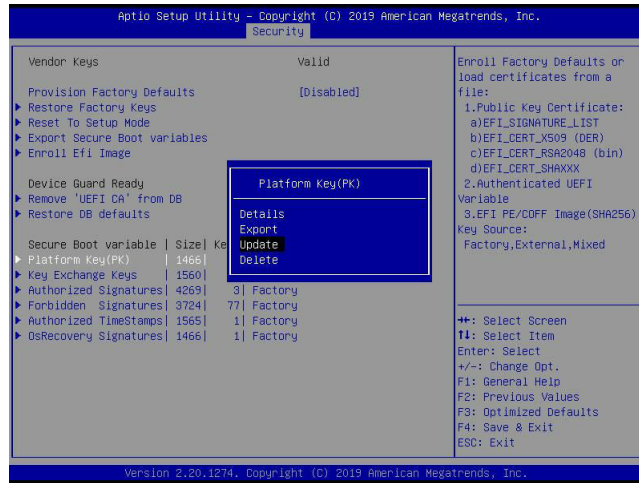 Aptio Setup Utility – Copyright (C) 2019 American Megatrends, Inc.
Security
Vendor Keys Valid
Provision Factory Defaults [Disabled]
Restore Factory Keys
Reset To Setup Mode
Export Secure Boot variables
Enroll Efi Image
Device Guard Ready
Remove 'UEFI CA' from DB
Restore DB defaults
Secure Boot variable | Size| Ke
Platform Key(PK) | 1466|
Key Exchange Keys | 1560|
Authorized Signatures| 4269| 3| Factory
Forbidden Signatures| 3724| 77| Factory
Authorized TimeStamps| 1565| 1| Factory
OsRecovery Signatures| 1466| 1| Factory
Platform Key(PK)
Details
Export
Update
Delete
Enroll Factory Defaults or
load certificates from a
file:
1.Public Key Certificate:
a)EFI_SIGNATURE_LIST
b)EFI_CERT_X509 (DER)
c)EFI_CERT_RSA2048 (bin)
d)EFI_CERT_SHAXXX
2.Authenticated UEFI
Variable
3.EFI PE/COFF Image(SHA256)
Key Source:
Factory,External,Mixed
→←: Select Screen
↑↓: Select Item
Enter: Select
+/-: Change Opt.
F1: General Help
F2: Previous Values
F3: Optimized Defaults
F4: Save & Exit
ESC: Exit
Version 2.20.1274. Copyright (C) 2019 American Megatrends, Inc.